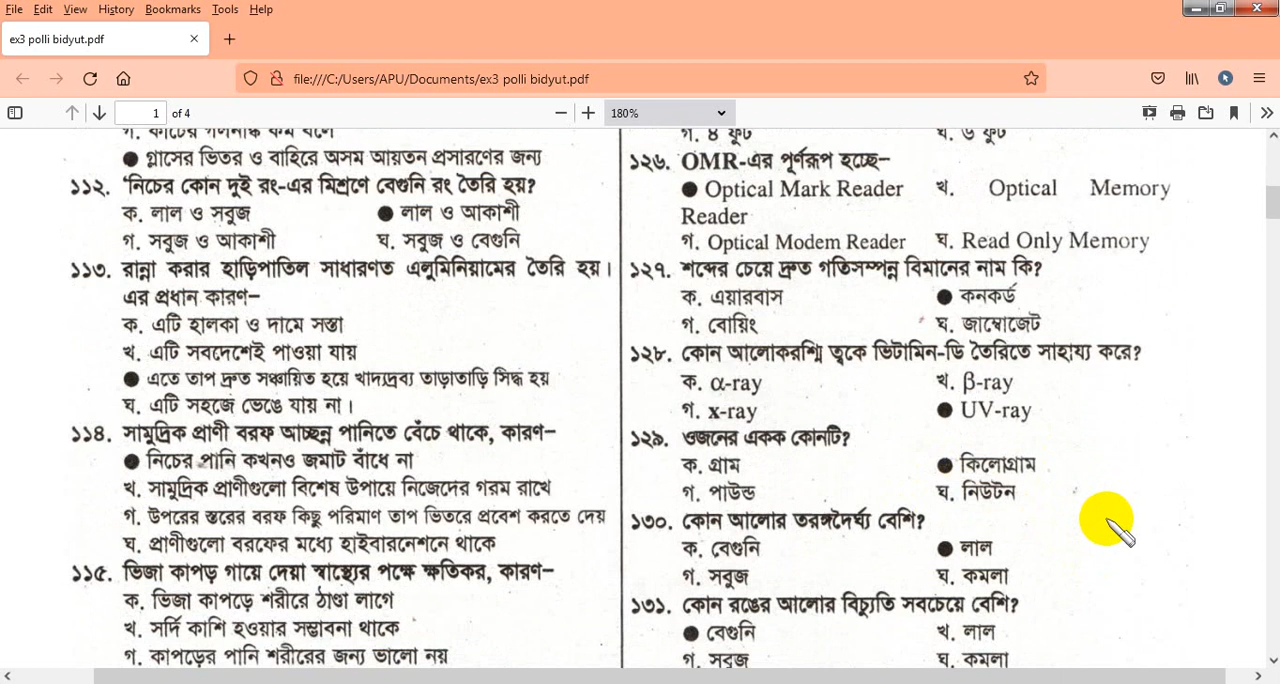 File Edit View History Bookmarks Tools Help
ex3 polli bidyut.pdf
file:///C:/Users/APU/Documents/ex3 polli bidyut.pdf
1 of 4
180%
গ. কাচের গলনাঙ্ক কম বলে
● গ্লাসের ভিতর ও বাহিরে অসম আয়তন প্রসারণের জন্য
১১২. 'নিচের কোন দুই রং-এর মিশ্রণে বেগুনি রং তৈরি হয়?
ক. লাল ও সবুজ ● লাল ও আকাশী
গ. সবুজ ও আকাশী ঘ. সবুজ ও বেগুনি
১১৩. রান্না করার হাড়িপাতিল সাধারণত এলুমিনিয়ামের তৈরি হয়।
এর প্রধান কারণ–
ক. এটি হালকা ও দামে সস্তা
খ. এটি সবদেশেই পাওয়া যায়
● এতে তাপ দ্রুত সঞ্চারিত হয়ে খাদ্যদ্রব্য তাড়াতাড়ি সিদ্ধ হয়
ঘ. এটি সহজে ভেঙে যায় না।
১১৪. সামুদ্রিক প্রাণী বরফ আচ্ছন্ন পানিতে বেঁচে থাকে, কারণ–
● নিচের পানি কখনও জমাট বাঁধে না
খ. সামুদ্রিক প্রাণীগুলো বিশেষ উপায়ে নিজেদের গরম রাখে
গ. উপরের স্তরের বরফ কিছু পরিমাণ তাপ ভিতরে প্রবেশ করতে দেয়
ঘ. প্রাণীগুলো বরফের মধ্যে হাইবারনেশনে থাকে
১১৫. ভিজা কাপড় গায়ে দেয়া স্বাস্থ্যের পক্ষে ক্ষতিকর, কারণ–
ক. ভিজা কাপড়ে শরীরে ঠাণ্ডা লাগে
খ. সর্দি কাশি হওয়ার সম্ভাবনা থাকে
গ. কাপড়ের পানি শরীরের জন্য ভালো নয়
গ. ৪ ফুট ঘ. ৬ ফুট
১২৬. OMR-এর পূর্ণরূপ হচ্ছে–
● Optical Mark Reader খ. Optical Memory
Reader
গ. Optical Modem Reader ঘ. Read Only Memory
১২৭. শব্দের চেয়ে দ্রুত গতিসম্পন্ন বিমানের নাম কি?
ক. এয়ারবাস ● কনকর্ড
গ. বোয়িং ঘ. জাম্বোজেট
১২৮. কোন আলোকরশ্মি ত্বকে ভিটামিন-ডি তৈরিতে সাহায্য করে?
ক. α-ray খ. β-ray
গ. x-ray ● UV-ray
১২৯. ওজনের একক কোনটি?
ক. গ্রাম ● কিলোগ্রাম
গ. পাউন্ড ঘ. নিউটন
১৩০. কোন আলোর তরঙ্গদৈর্ঘ্য বেশি?
ক. বেগুনি ● লাল
গ. সবুজ ঘ. কমলা
১৩১. কোন রঙের আলোর বিচ্যুতি সবচেয়ে বেশি?
● বেগুনি খ. লাল
গ. সবুজ ঘ. কমলা